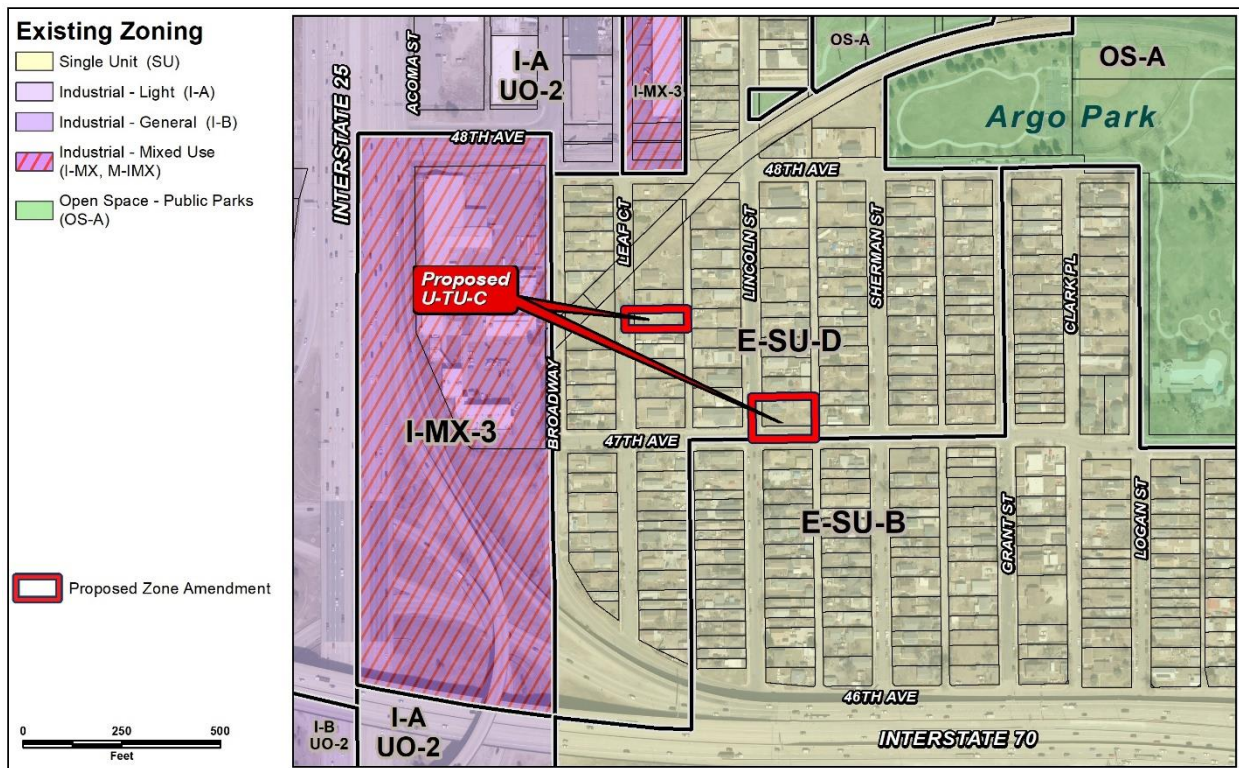 Existing Zoning
Single Unit (SU)
Industrial - Light (I-A)
Industrial - General (I-B)
Industrial - Mixed Use
(I-MX, M-IMX)
Open Space - Public Parks
(OS-A)
Proposed Zone Amendment
0 250 500
Feet
INTERSTATE 25
ACOMA ST
I-A
UO-2
I-MX-3
OS-A
OS-A
Argo Park
48TH AVE
48TH AVE
LEAF CT
LINCOLN ST
SHERMAN ST
CLARK PL
Proposed
U-TU-C
E-SU-D
BROADWAY
I-MX-3
47TH AVE
E-SU-B
GRANT ST
LOGAN ST
46TH AVE
I-B
UO-2
I-A
UO-2
INTERSTATE 70